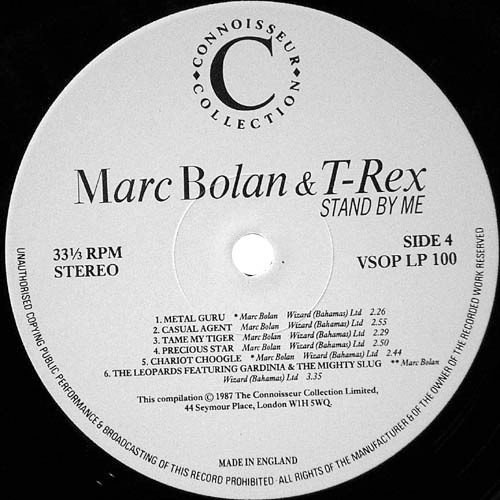 CONNOISSEUR
C
COLLECTION
Marc Bolan & T-Rex
STAND BY ME
33⅓ RPM
STEREO
SIDE 4
VSOP LP 100
1. METAL GURU * Marc Bolan Wizard (Bahamas) Ltd 2.26
2. CASUAL AGENT Marc Bolan Wizard (Bahamas) Ltd 2.55
3. TAME MY TIGER Marc Bolan Wizard (Bahamas) Ltd 2.29
4. PRECIOUS STAR Marc Bolan Wizard (Bahamas) Ltd 2.50
5. CHARIOT CHOOGLE * Marc Bolan Wizard (Bahamas) Ltd 2.44
6. THE LEOPARDS FEATURING GARDINIA & THE MIGHTY SLUG ** Marc Bolan
Wizard (Bahamas) Ltd 3.35
This compilation © 1987 The Connoisseur Collection Limited,
44 Seymour Place, London W1H 5WQ.
MADE IN ENGLAND
UNAUTHORISED COPYING PUBLIC PERFORMANCE & BROADCASTING OF THIS RECORD PROHIBITED · ALL RIGHTS OF THE MANUFACTURER & OF THE OWNER OF THE RECORDED WORK RESERVED